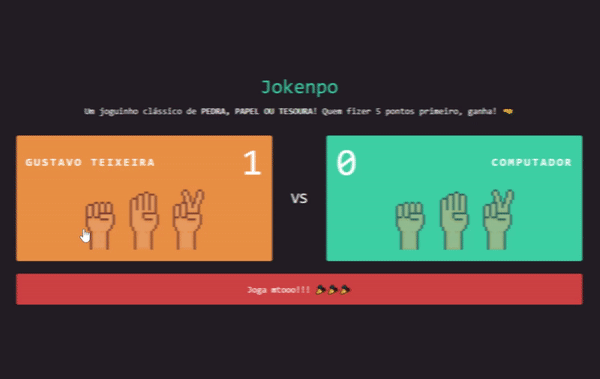 Jokenpo
Um joguinho clássico de PEDRA, PAPEL OU TESOURA! Quem fizer 5 pontos primeiro, ganha!
GUSTAVO TEIXEIRA 1
VS
0 COMPUTADOR
Joga mtooo!!!